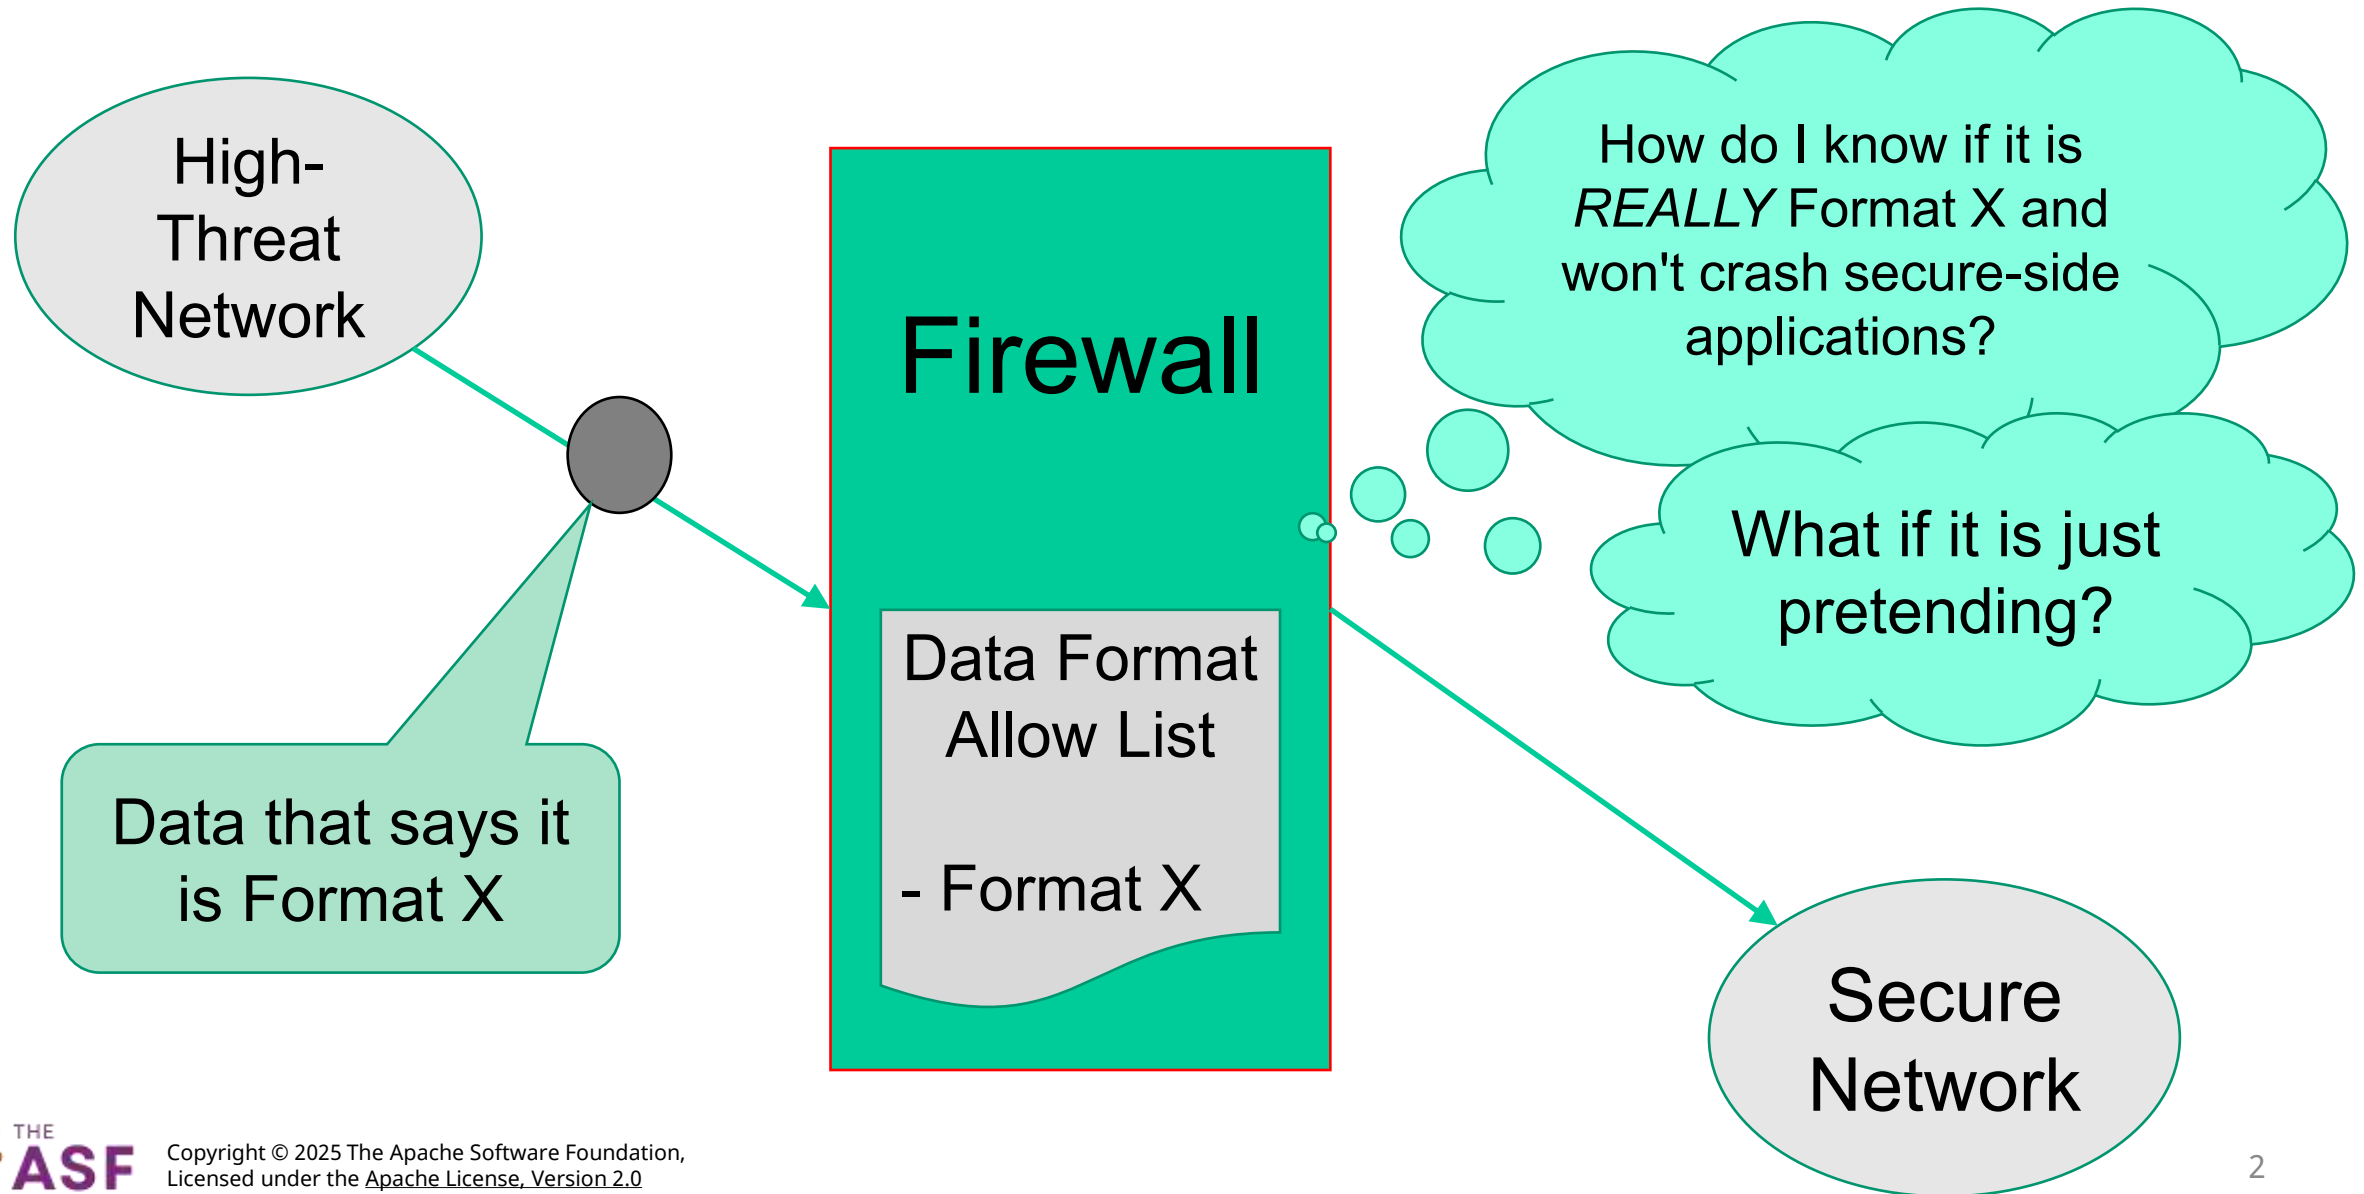 High-
Threat
Network
Data that says it
is Format X
Firewall
Data Format
Allow List
- Format X
How do I know if it is
REALLY Format X and
won't crash secure-side
applications?
What if it is just
pretending?
Secure
Network
THE
ASF
Copyright © 2025 The Apache Software Foundation,
Licensed under the Apache License, Version 2.0
2